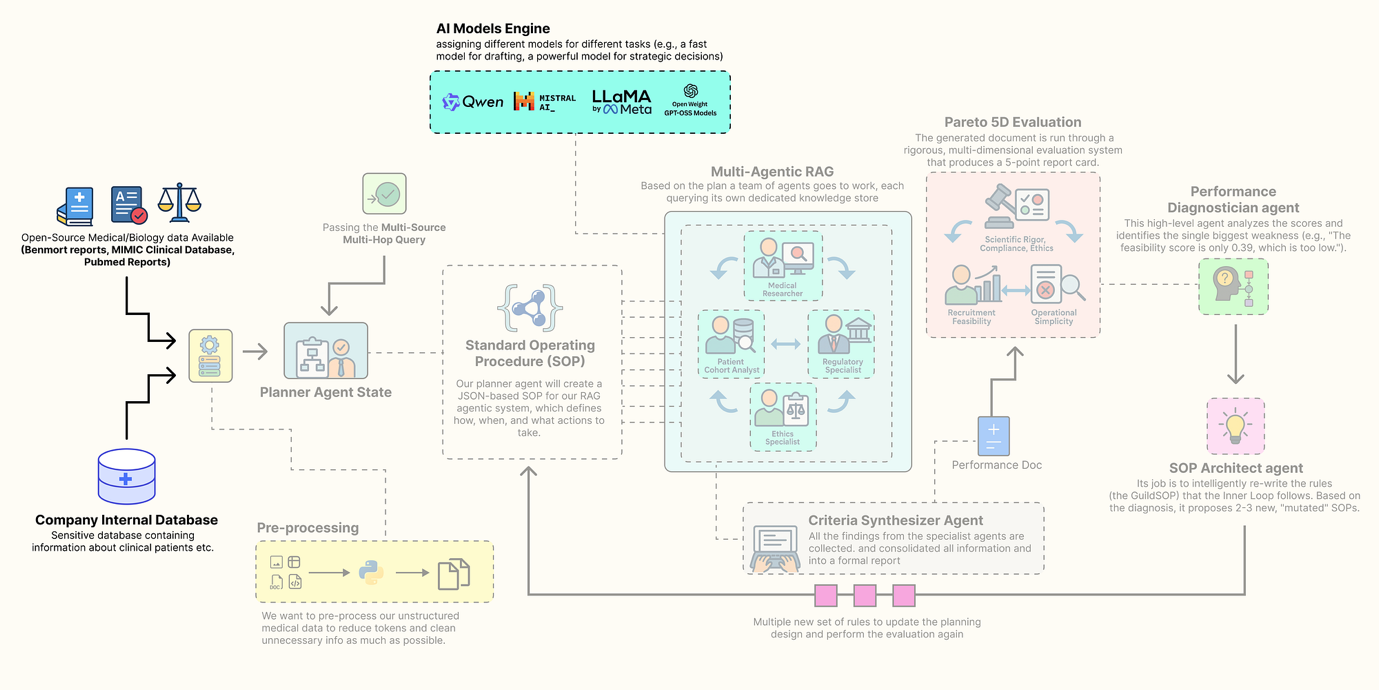 AI Models Engine
assigning different models for different tasks (e.g., a fast
model for drafting, a powerful model for strategic decisions)
Qwen
MISTRAL
AI_
LLaMA
by Meta
Open Weight
GPT-OSS Models
Open-Source Medical/Biology data Available
(Benmort reports, MIMIC Clinical Database,
Pubmed Reports)
Passing the Multi-Source
Multi-Hop Query
Planner Agent State
Company Internal Database
Sensitive database containing
information about clinical patients etc.
Pre-processing
DOC
We want to pre-process our unstructured
medical data to reduce tokens and clean
unnecessary info as much as possible.
Standard Operating
Procedure (SOP)
Our planner agent will create a
JSON-based SOP for our RAG
agentic system, which defines
how, when, and what actions to
take.
Multi-Agentic RAG
Based on the plan a team of agents goes to work, each
querying its own dedicated knowledge store
Medical
Researcher
Patient
Cohort Analyst
Regulatory
Specialist
Ethics
Specialist
Criteria Synthesizer Agent
All the findings from the specialist agents are
collected. and consolidated all information and
into a formal report
Performance Doc
Pareto 5D Evaluation
The generated document is run through a
rigorous, multi-dimensional evaluation system
that produces a 5-point report card.
Scientific Rigor,
Compliance, Ethics
Recruitment
Feasibility
Operational
Simplicity
Performance
Diagnostician agent
This high-level agent analyzes the scores and
identifies the single biggest weakness (e.g., "The
feasibility score is only 0.39, which is too low.").
SOP Architect agent
Its job is to intelligently re-write the rules
(the GuildSOP) that the Inner Loop follows. Based on
the diagnosis, it proposes 2-3 new, "mutated" SOPs.
Multiple new set of rules to update the planning
design and perform the evaluation again